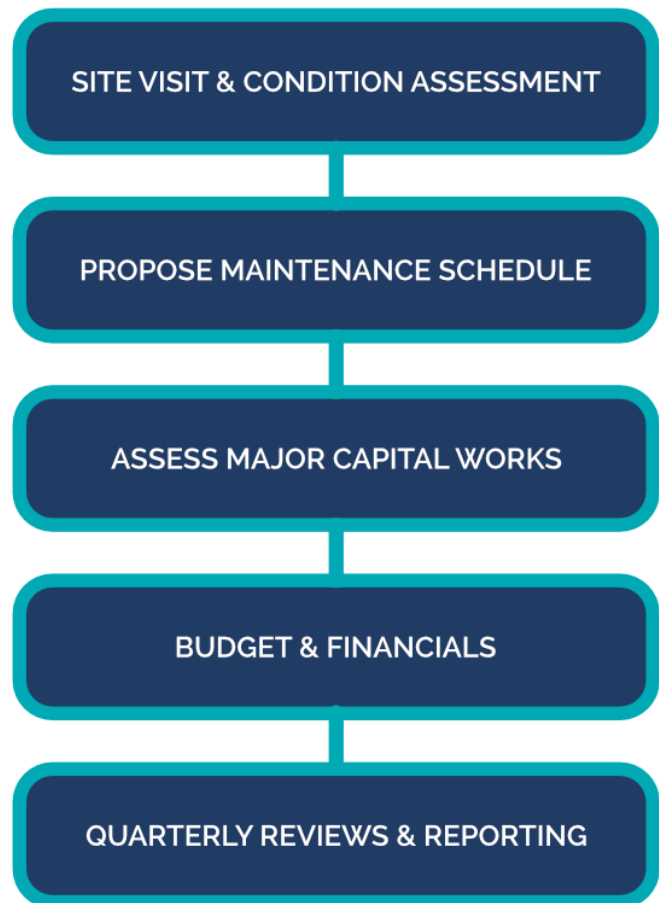 SITE VISIT & CONDITION ASSESSMENT
PROPOSE MAINTENANCE SCHEDULE
ASSESS MAJOR CAPITAL WORKS
BUDGET & FINANCIALS
QUARTERLY REVIEWS & REPORTING